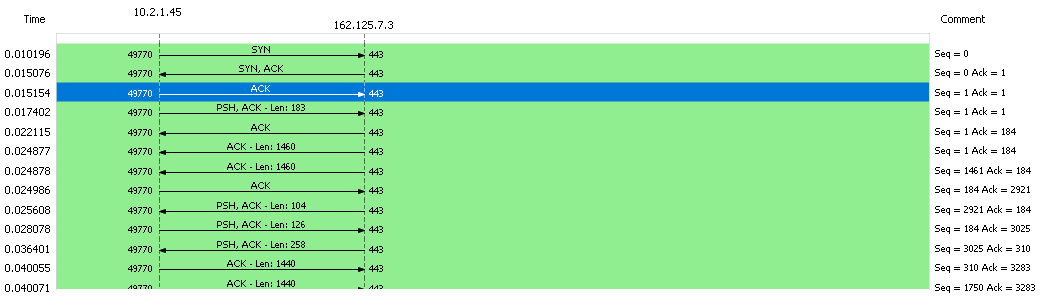 Time 10.2.1.45 162.125.7.3 Comment
0.010196 49770 SYN 443 Seq = 0
0.015076 49770 SYN, ACK 443 Seq = 0 Ack = 1
0.015154 49770 ACK 443 Seq = 1 Ack = 1
0.017402 49770 PSH, ACK - Len: 183 443 Seq = 1 Ack = 1
0.022115 49770 ACK 443 Seq = 1 Ack = 184
0.024877 49770 ACK - Len: 1460 443 Seq = 1 Ack = 184
0.024878 49770 ACK - Len: 1460 443 Seq = 1461 Ack = 184
0.024986 49770 ACK 443 Seq = 184 Ack = 2921
0.025608 49770 PSH, ACK - Len: 104 443 Seq = 2921 Ack = 184
0.028078 49770 PSH, ACK - Len: 126 443 Seq = 184 Ack = 3025
0.036401 49770 PSH, ACK - Len: 258 443 Seq = 3025 Ack = 310
0.040055 49770 ACK - Len: 1440 443 Seq = 310 Ack = 3283
0.040071 49770 ACK - Len: 1440 443 Seq = 1750 Ack = 3283